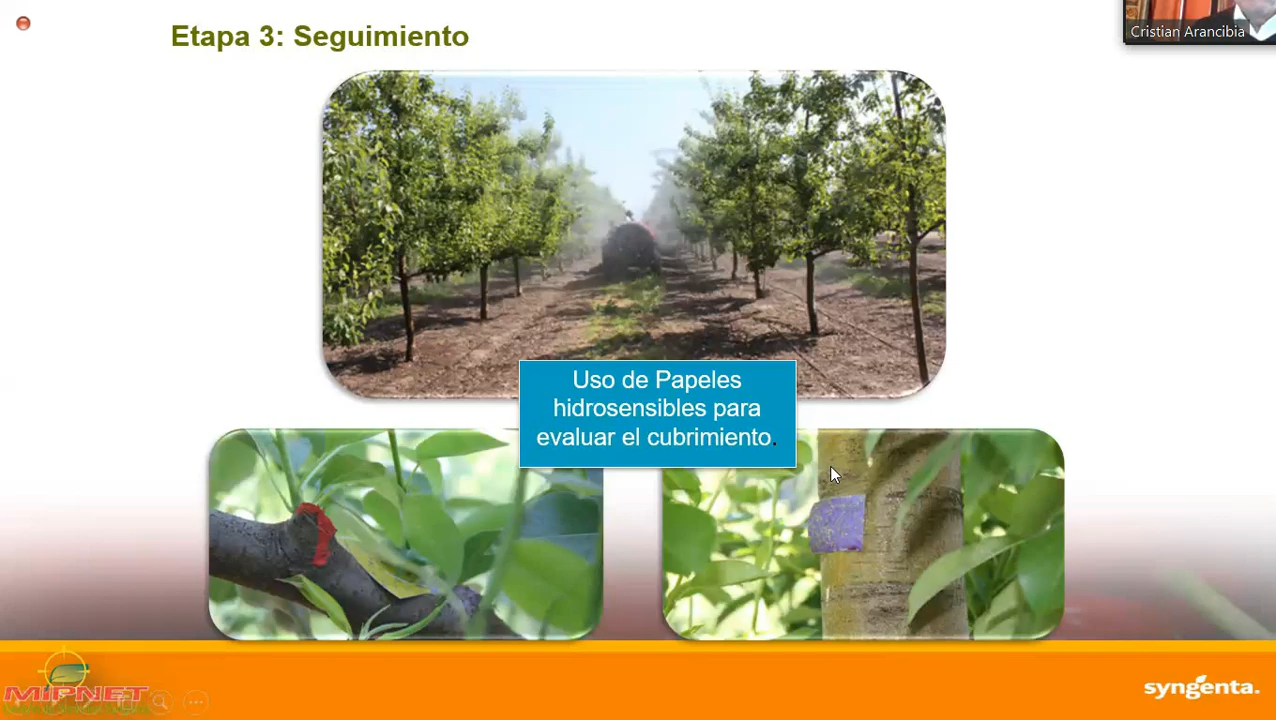 Etapa 3: Seguimiento
Cristian Arancibia
Uso de Papeles
hidrosensibles para
evaluar el cubrimiento.
MIPNET
syngenta.